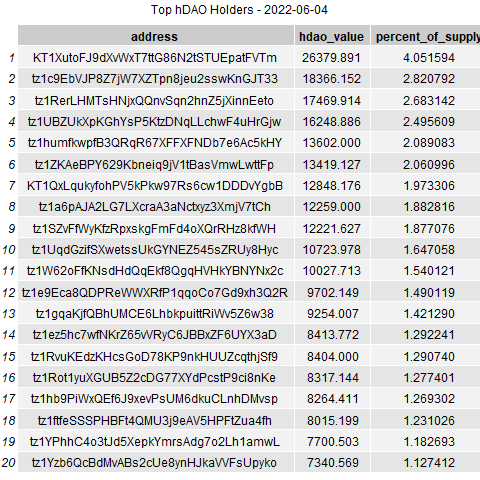 Top hDAO Holders - 2022-06-04
address hdao_value percent_of_supply
1 KT1XutoFJ9dXvWxT7ttG86N2tSTUEpatFVTm 26379.891 4.051594
2 tz1c9EbVJP8Z7jW7XZTpn8jeu2sswKnGJT33 18366.152 2.820792
3 tz1RerLHMTsHNjxQQnvSqn2hnZ5jXinnEeto 17469.914 2.683142
4 tz1UBZUkXpKGhYsP5KtzDNqLLchwF4uHrGjw 16248.886 2.495609
5 tz1humfkwpfB3QRqR67XFFXFNDb7e6Ac5kHY 13602.000 2.089083
6 tz1ZKAeBPY629Kbneiq9jV1tBasVmwLwttFp 13419.127 2.060996
7 KT1QxLqukyfohPV5kPkw97Rs6cw1DDDvYgbB 12848.176 1.973306
8 tz1a6pAJA2LG7LXcraA3aNctxyz3XmjV7tCh 12259.000 1.882816
9 tz1SZvFfWyKfzRpxskgFmFd4oXQrRHz8kfWH 12221.627 1.877076
10 tz1UqdGzifSXwetssUkGYNEZ545sZRUy8Hyc 10723.978 1.647058
11 tz1W62oFfKNsdHdQqEkf8QgqHVHkYBNYNx2c 10027.713 1.540121
12 tz1e9Eca8QDPReWWXRfP1qqoCo7Gd9xh3Q2R 9702.149 1.490119
13 tz1gqaKjfQBhUMCE6LhbkpuittRiWv5Z6w38 9254.007 1.421290
14 tz1ez5hc7wfNKrZ65vVRyC6JBBxZF6UYX3aD 8413.772 1.292241
15 tz1RvuKEdzKHcsGoD78KP9nkHUUZcqthjSf9 8404.000 1.290740
16 tz1Rot1yuXGUB5Z2cDG77XYdPcstP9ci8nKe 8317.144 1.277401
17 tz1hb9PiWxQEf6J9xevPsUM6dkuCLnhDMvsp 8264.411 1.269302
18 tz1ftfeSSSPHBFt4QMU3j9eAV5HPFtZua4fh 8015.199 1.231026
19 tz1YPhhC4o3tJd5XepkYmrsAdg7o2Lh1amwL 7700.503 1.182693
20 tz1Yzb6QcBdMvABs2cUe8ynHJkaVVFsUpyko 7340.569 1.127412